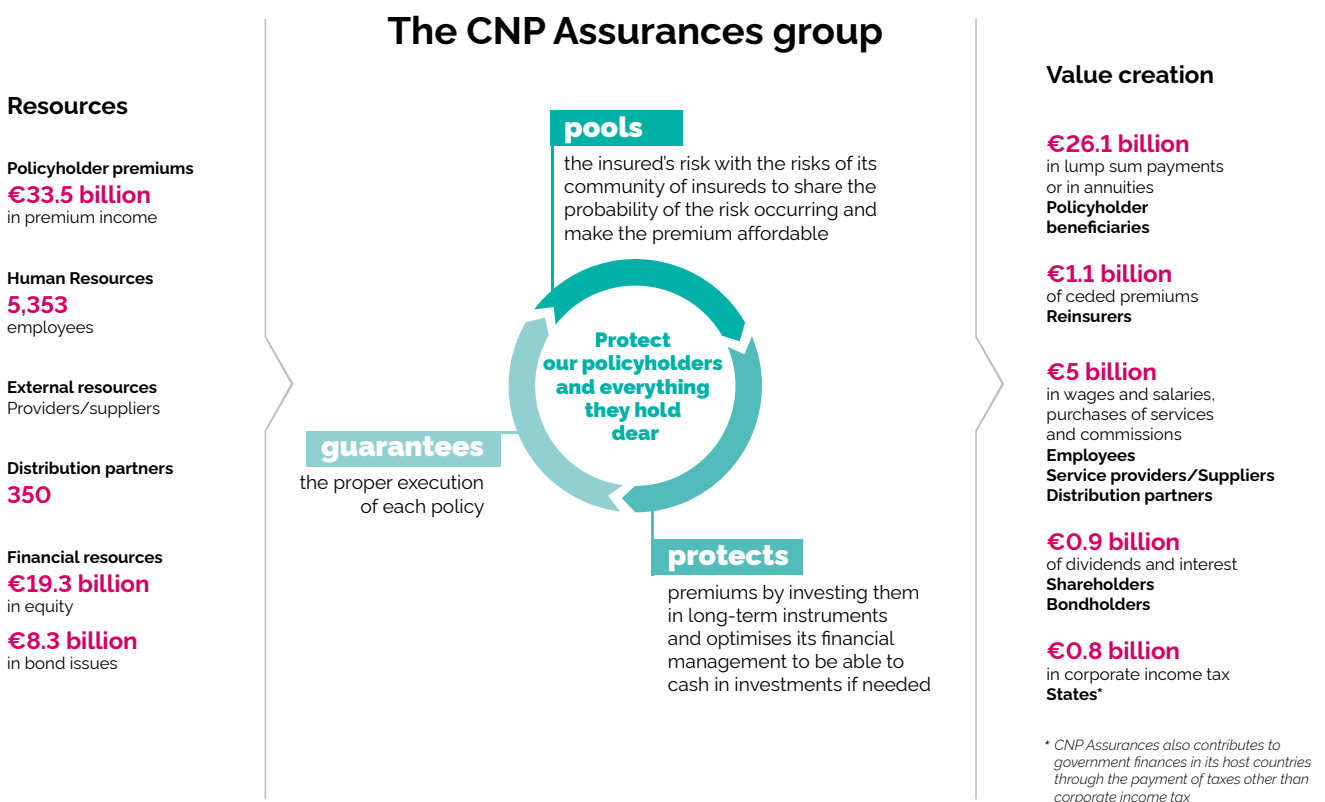 The CNP Assurances group
Resources
Policyholder premiums
€33.5 billion
in premium income
Human Resources
5,353
employees
External resources
Providers/suppliers
Distribution partners
350
Financial resources
€19.3 billion
in equity
€8.3 billion
in bond issues
pools
the insured's risk with the risks of its
community of insureds to share the
probability of the risk occurring and
make the premium affordable
Protect
our policyholders
and everything
they hold
dear
guarantees
the proper execution
of each policy
protects
premiums by investing them
in long-term instruments
and optimises its financial
management to be able to
cash in investments if needed
Value creation
€26.1 billion
in lump sum payments
or in annuities
Policyholder
beneficiaries
€1.1 billion
of ceded premiums
Reinsurers
€5 billion
in wages and salaries,
purchases of services
and commissions
Employees
Service providers/Suppliers
Distribution partners
€0.9 billion
of dividends and interest
Shareholders
Bondholders
€0.8 billion
in corporate income tax
States*
* CNP Assurances also contributes to
government finances in its host countries
through the payment of taxes other than
corporate income tax